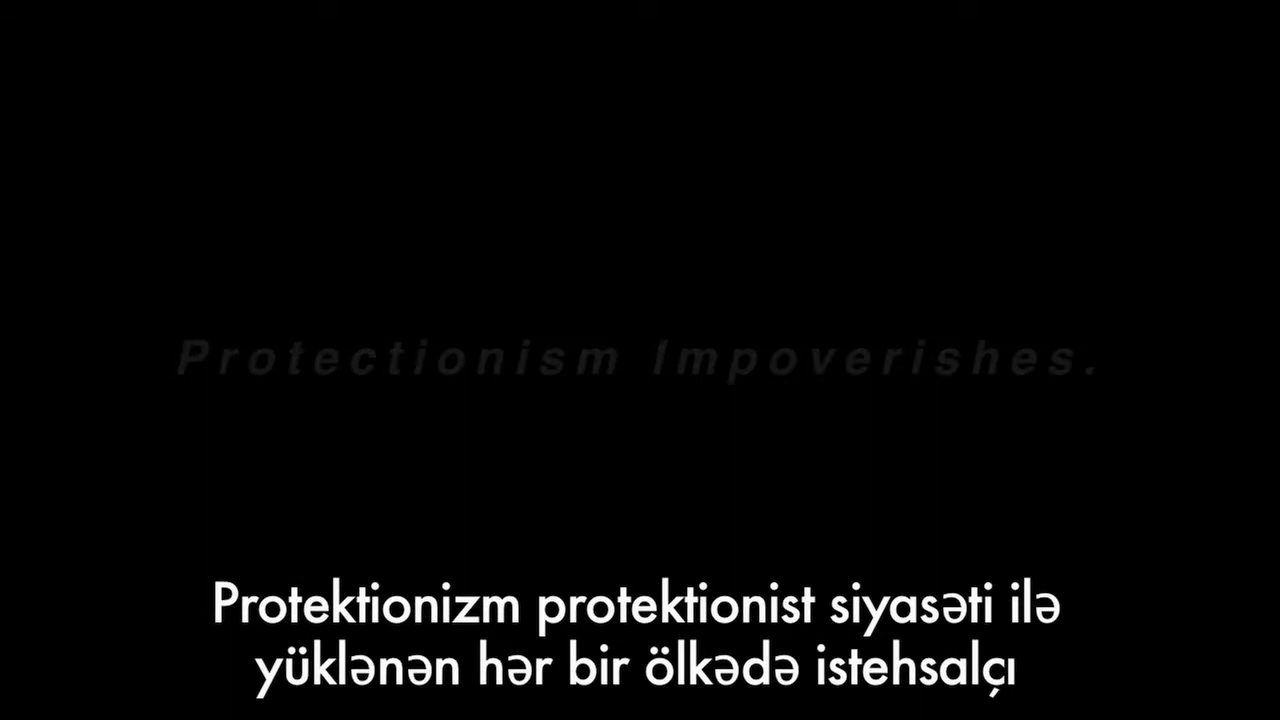 Protectionism Impoverishes.
Protektionizm protektionist siyasəti ilə
yüklənən hər bir ölkədə istehsalçı